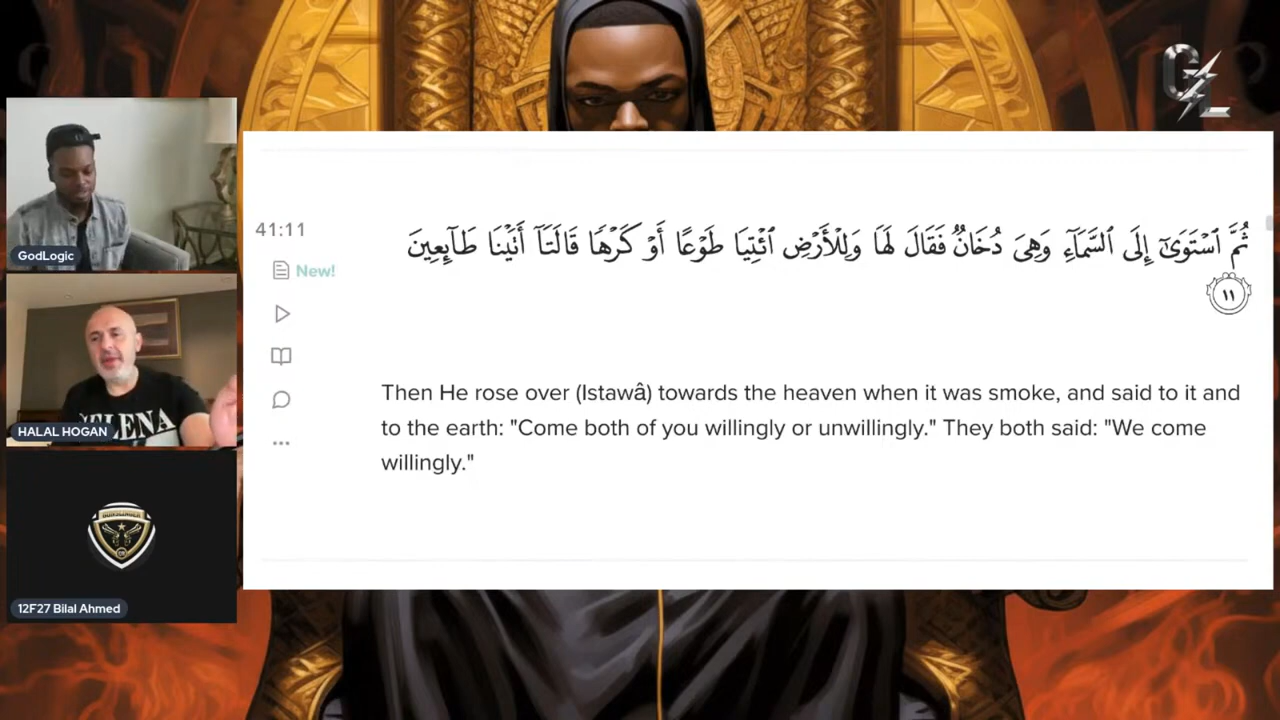 GL
GodLogic
HALAL HOGAN
SELENA
12F27 Bilal Ahmed
41:11
New!
ثُمَّ ٱسْتَوَىٰٓ إِلَى ٱلسَّمَآءِ وَهِىَ دُخَانٌ فَقَالَ لَهَا وَلِلْأَرْضِ ٱئْتِيَا طَوْعًا أَوْ كَرْهًا قَالَتَآ أَتَيْنَا طَآئِعِينَ
١١
Then He rose over (Istawâ) towards the heaven when it was smoke, and said to it and
to the earth: "Come both of you willingly or unwillingly." They both said: "We come
willingly."